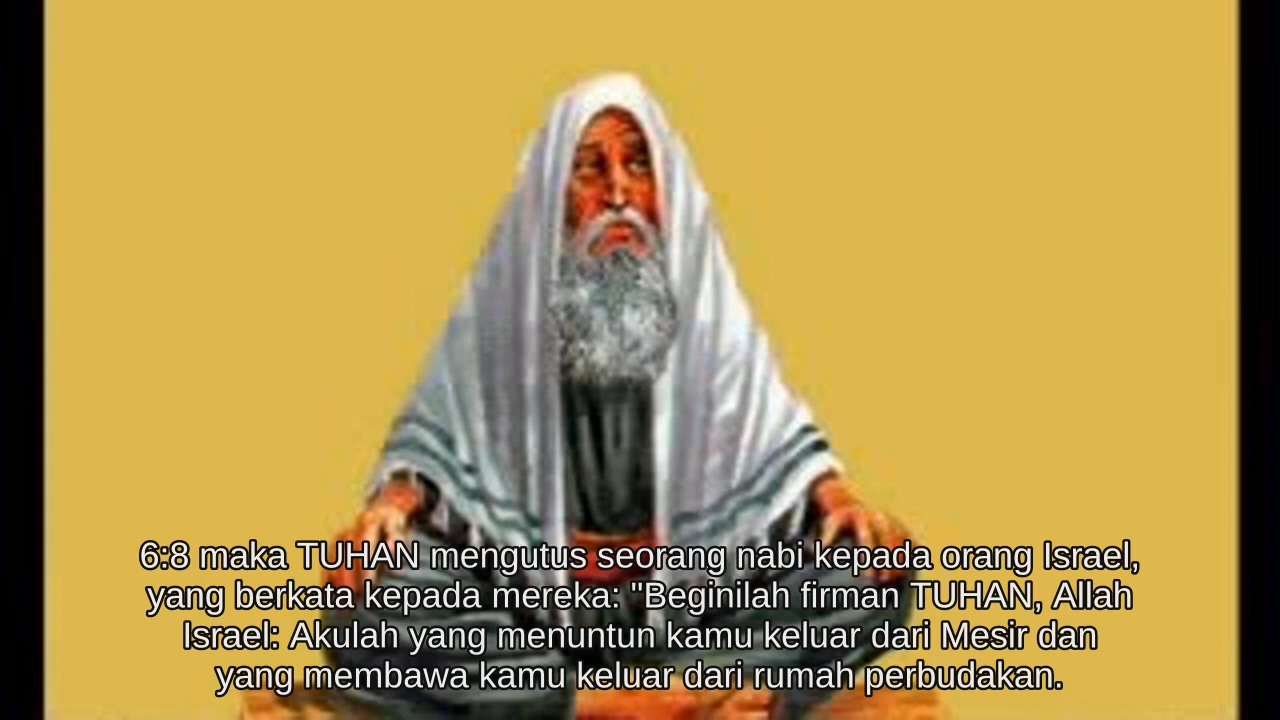 6:8 maka TUHAN mengutus seorang nabi kepada orang Israel,
yang berkata kepada mereka: "Beginilah firman TUHAN, Allah
Israel: Akulah yang menuntun kamu keluar dari Mesir dan
yang membawa kamu keluar dari rumah perbudakan.